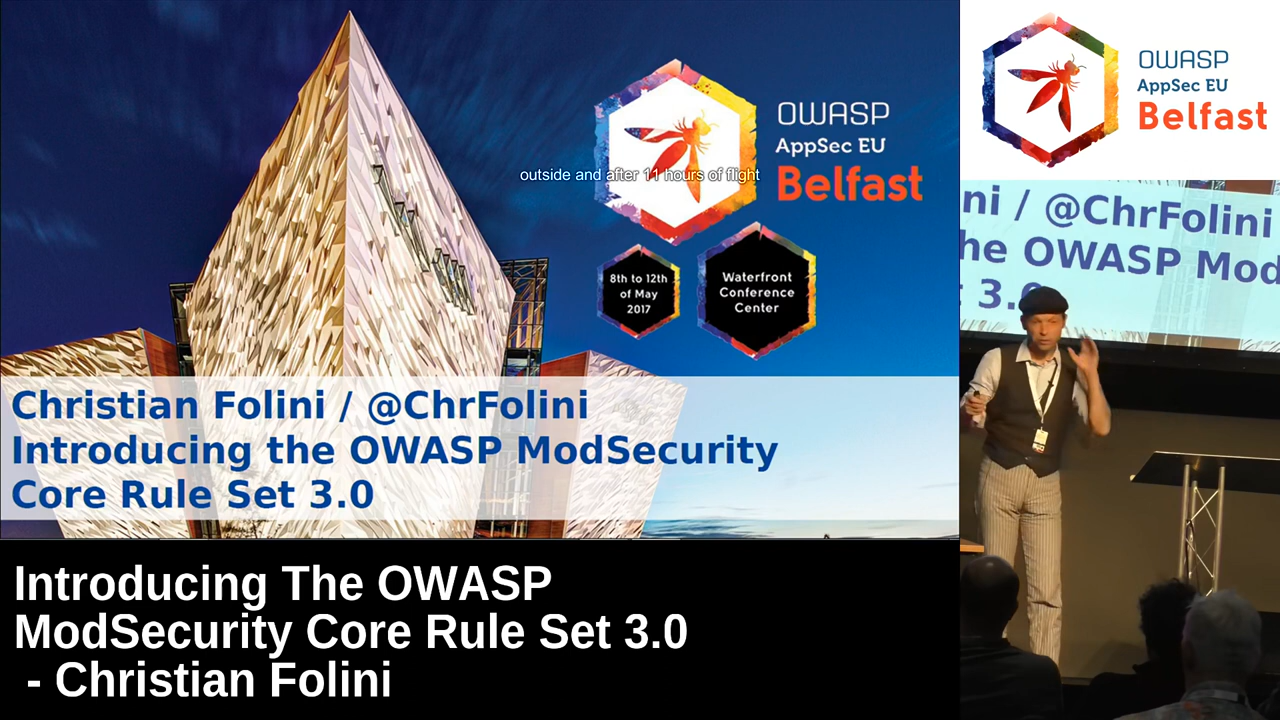 OWASP
AppSec EU
Belfast
outside and after 11 hours of flight
8th to 12th
of May
2017
Waterfront
Conference
Center
Christian Folini / @ChrFolini
Introducing the OWASP ModSecurity
Core Rule Set 3.0
Introducing The OWASP
ModSecurity Core Rule Set 3.0
- Christian Folini
OWASP
AppSec EU
Belfast
ni / @ChrFolini
he OWASP Mod
3.0